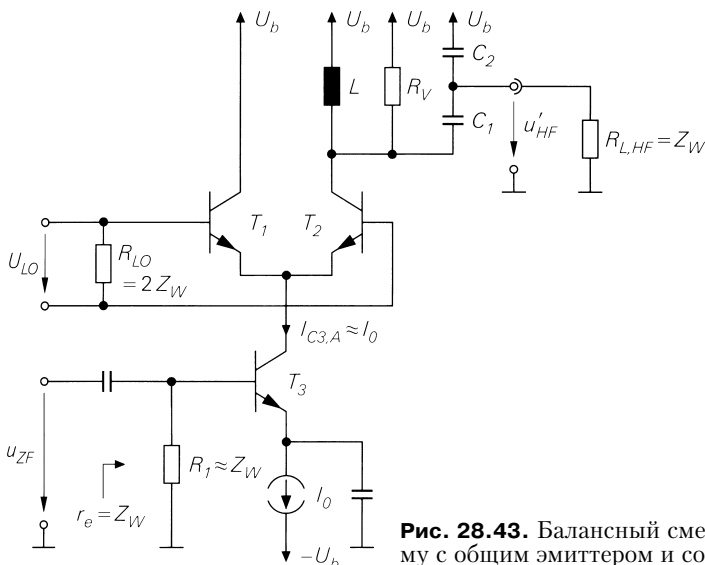 U_b
U_b
U_b
U_b
C_2
L
R_V
C_1
u'_HF
R_L,HF = Z_W
T_1
T_2
U_LO
R_LO
= 2 Z_W
I_C3,A ≈ I_0
T_3
u_ZF
R_1 ≈ Z_W
I_0
r_e = Z_W
-U_b
Рис. 28.43. Балансный сме
му с общим эмиттером и со